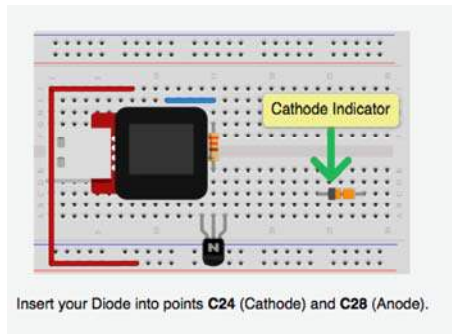 Cathode Indicator
N
Insert your Diode into points C24 (Cathode) and C28 (Anode).